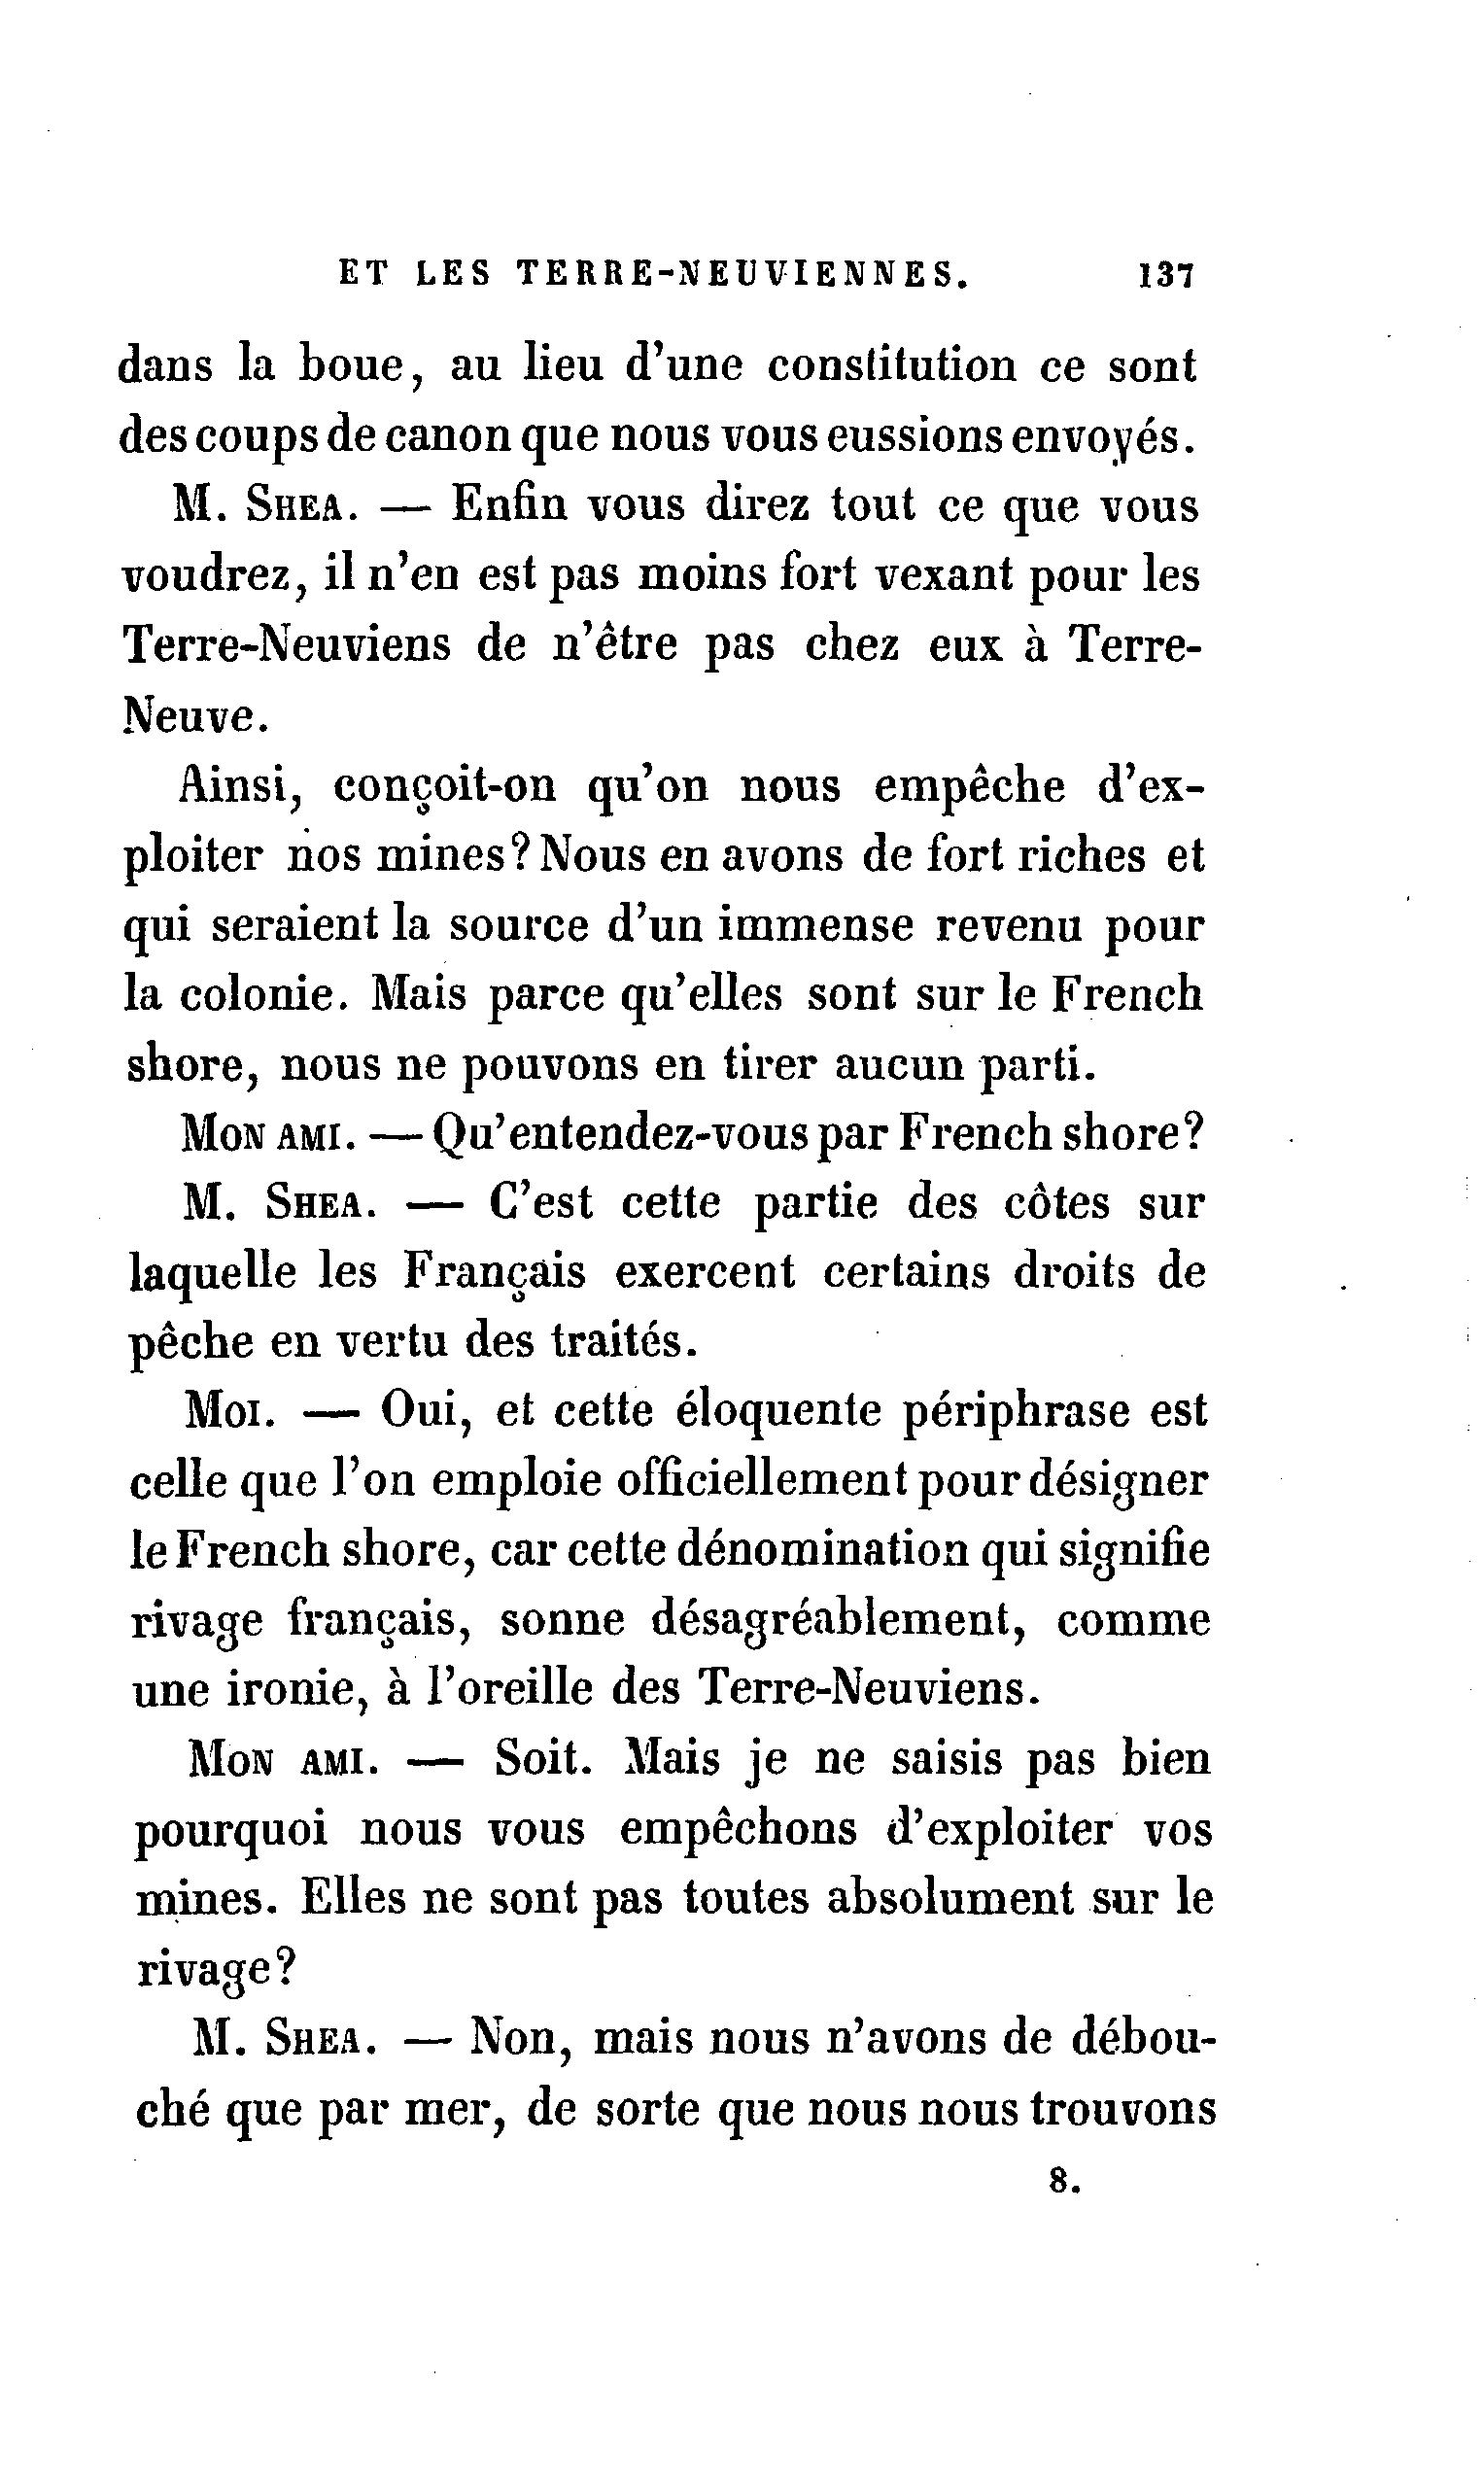 ET LES TERRE-NEUVIENNES. 137
dans la boue, au lieu d'une constitution ce sont
des coups de canon que nous vous eussions envoyés.
M. SHEA. — Enfin vous direz tout ce que vous
voudrez, il n'en est pas moins fort vexant pour les
Terre-Neuviens de n'être pas chez eux à Terre-
Neuve.
Ainsi, conçoit-on qu'on nous empêche d'ex-
ploiter nos mines? Nous en avons de fort riches et
qui seraient la source d'un immense revenu pour
la colonie. Mais parce qu'elles sont sur le French
shore, nous ne pouvons en tirer aucun parti.
MON AMI. — Qu'entendez-vous par French shore?
M. SHEA. — C'est cette partie des côtes sur
laquelle les Français exercent certains droits de
pêche en vertu des traités.
MOI. — Oui, et cette éloquente périphrase est
celle que l'on emploie officiellement pour désigner
le French shore, car cette dénomination qui signifie
rivage français, sonne désagréablement, comme
une ironie, à l'oreille des Terre-Neuviens.
MON AMI. — Soit. Mais je ne saisis pas bien
pourquoi nous vous empêchons d'exploiter vos
mines. Elles ne sont pas toutes absolument sur le
rivage?
M. SHEA. — Non, mais nous n'avons de débou-
ché que par mer, de sorte que nous nous trouvons
8.